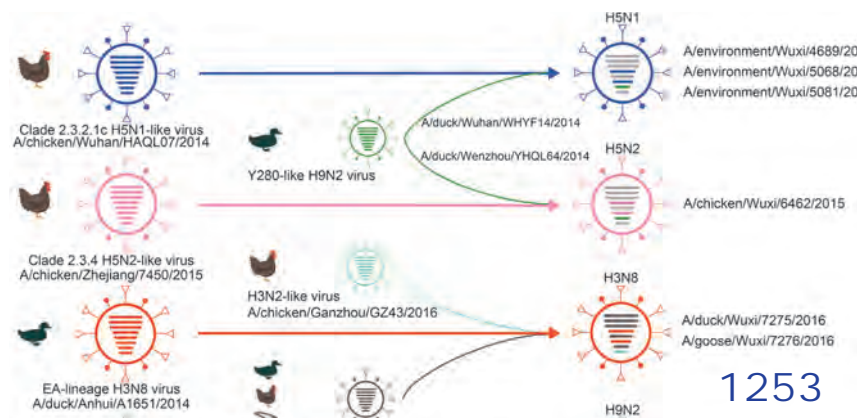 H5N1
A/environment/Wuxi/4689/20
A/environment/Wuxi/5068/20
A/environment/Wuxi/5081/20
Clade 2.3.2.1c H5N1-like virus
A/chicken/Wuhan/HAQL07/2014
A/duck/Wuhan/WHYF14/2014
A/duck/Wenzhou/YHQL64/2014
Y280-like H9N2 virus
H5N2
A/chicken/Wuxi/6462/2015
Clade 2.3.4 H5N2-like virus
A/chicken/Zhejiang/7450/2015
H3N2-like virus
A/chicken/Ganzhou/GZ43/2016
H3N8
A/duck/Wuxi/7275/2016
A/goose/Wuxi/7276/2016
EA-lineage H3N8 virus
A/duck/Anhui/A1651/2014
1253
H9N2